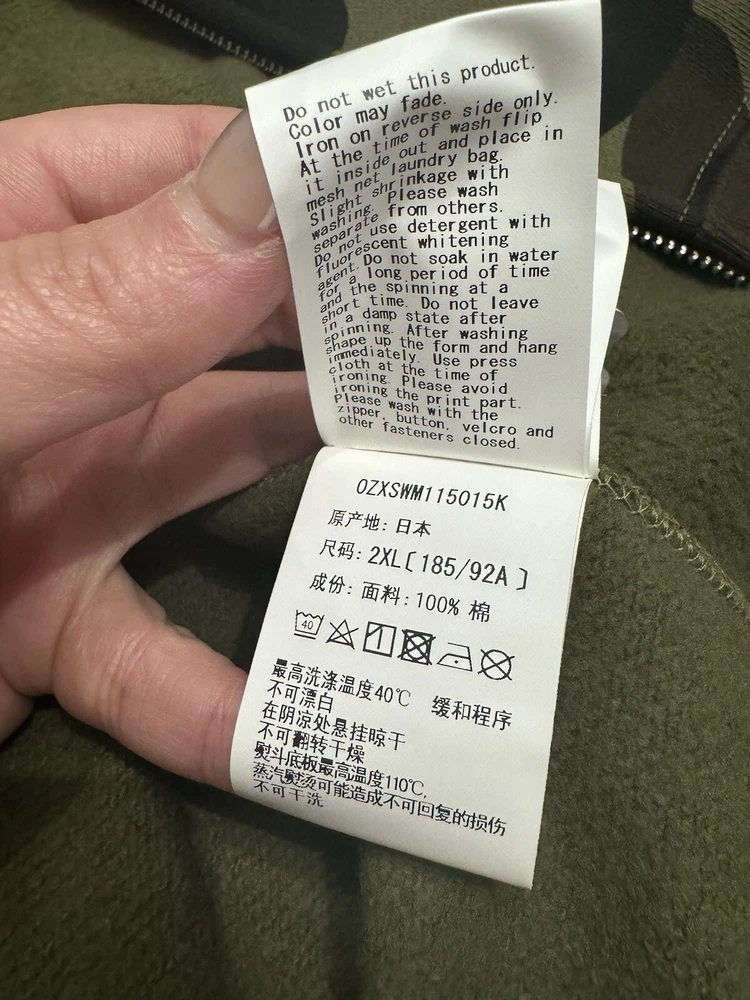 Do not wet this product.
Color may fade.
Iron on reverse side only.
At the time of wash flip
it inside out and place in
mesh net laundry bag.
Slight shrinkage with
washing. Please wash
separate from others.
Do not use detergent with
fluorescent whitening
agent. Do not soak in water
for a long period of time
and the spinning at a
short time. Do not leave
in a damp state after
spinning. After washing
shape up the form and hang
immediately. Use press
cloth at the time of
ironing. Please avoid
ironing the print part.
Please wash with the
zipper, button, velcro and
other fasteners closed.
0ZXSWM115015K
原产地: 日本
尺码: 2XL[185/92A]
成份: 面料: 100% 棉
40
最高洗涤温度40℃ 缓和程序
不可漂白
在阴凉处悬挂晾干
不可翻转干燥
熨斗底板最高温度110℃,
蒸汽熨烫可能造成不可回复的损伤
不可干洗